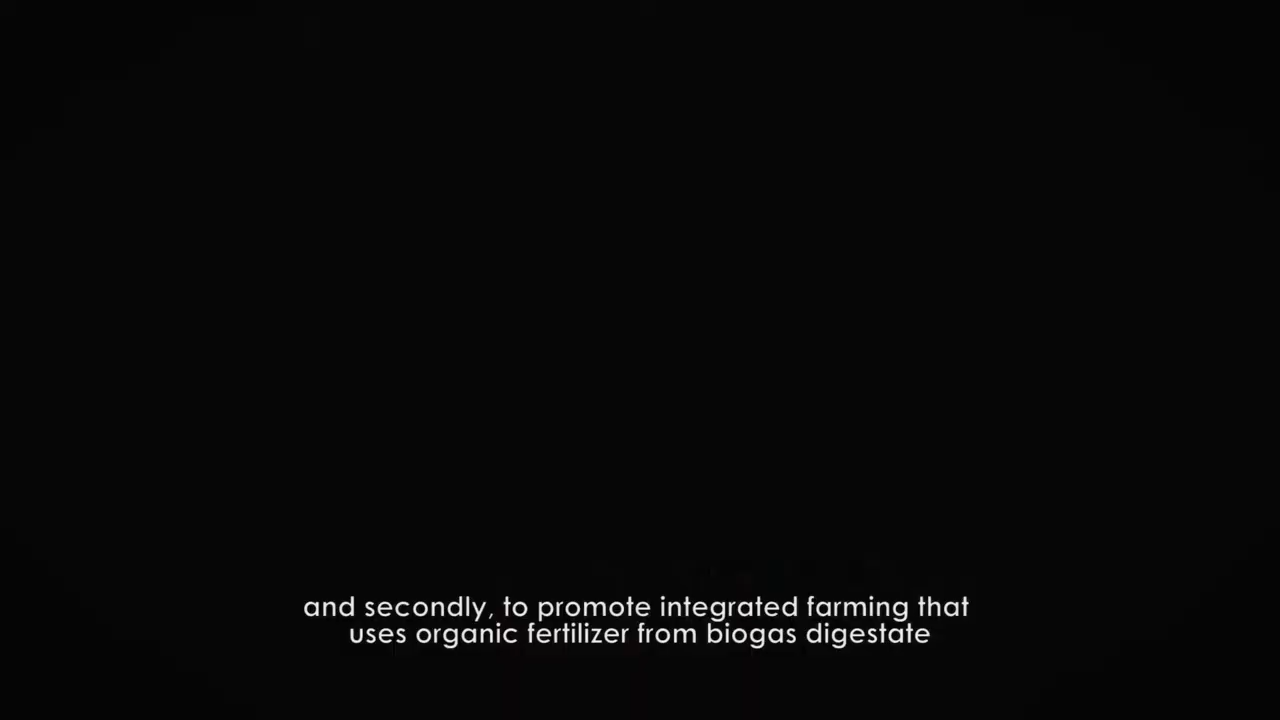 and secondly, to promote integrated farming that
uses organic fertilizer from biogas digestate